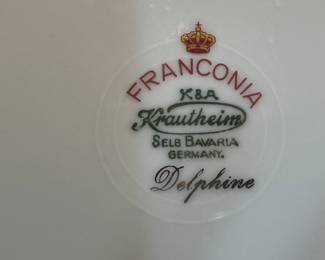 FRANCONIA
K&A
Krautheim
SELB BAVARIA
GERMANY.
Delphine